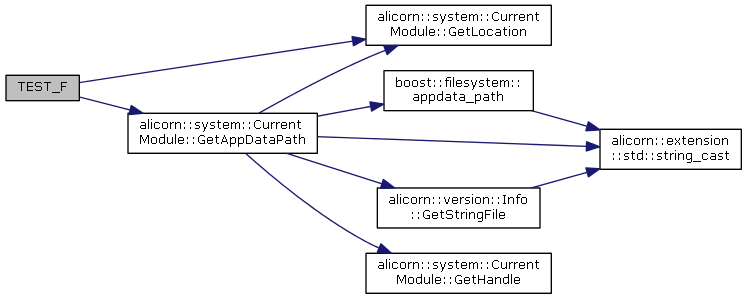 alicorn::system::Current
Module::GetLocation
TEST_F
boost::filesystem::
appdata_path
alicorn::system::Current
Module::GetAppDataPath
alicorn::extension
::std::string_cast
alicorn::version::Info
::GetStringFile
alicorn::system::Current
Module::GetHandle